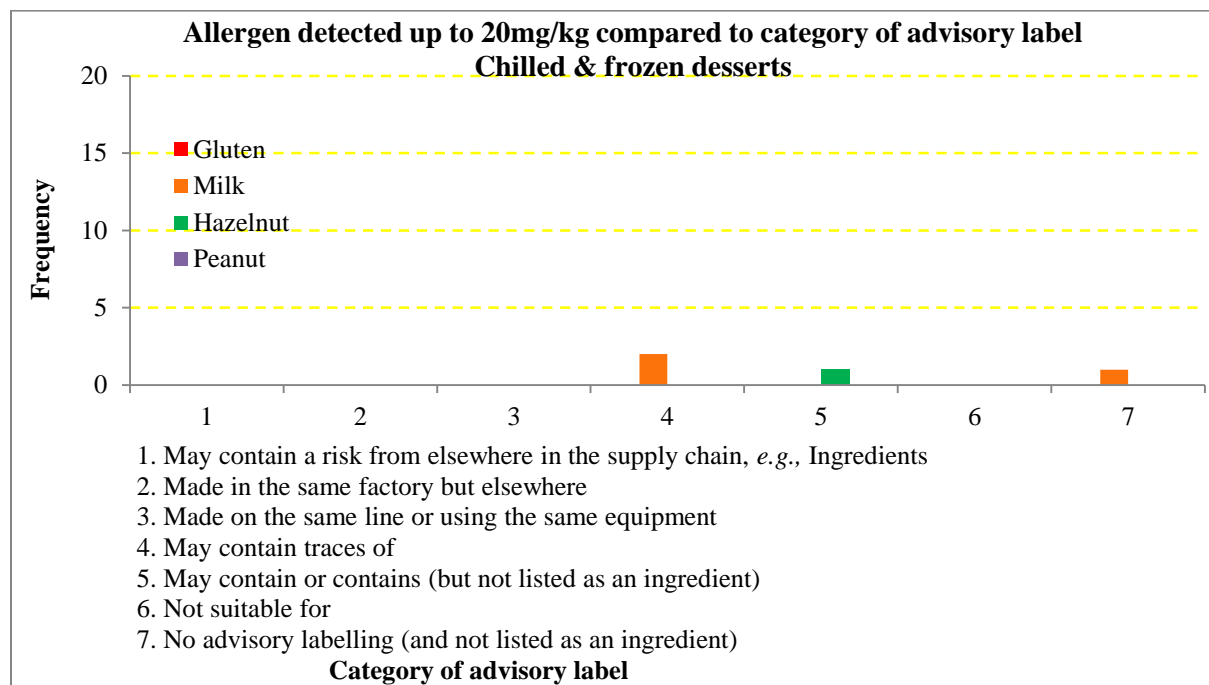 Allergen detected up to 20mg/kg compared to category of advisory label
Chilled & frozen desserts
20
15
10
5
0
Frequency
Gluten
Milk
Hazelnut
Peanut
1 2 3 4 5 6 7
1. May contain a risk from elsewhere in the supply chain, e.g., Ingredients
2. Made in the same factory but elsewhere
3. Made on the same line or using the same equipment
4. May contain traces of
5. May contain or contains (but not listed as an ingredient)
6. Not suitable for
7. No advisory labelling (and not listed as an ingredient)
Category of advisory label